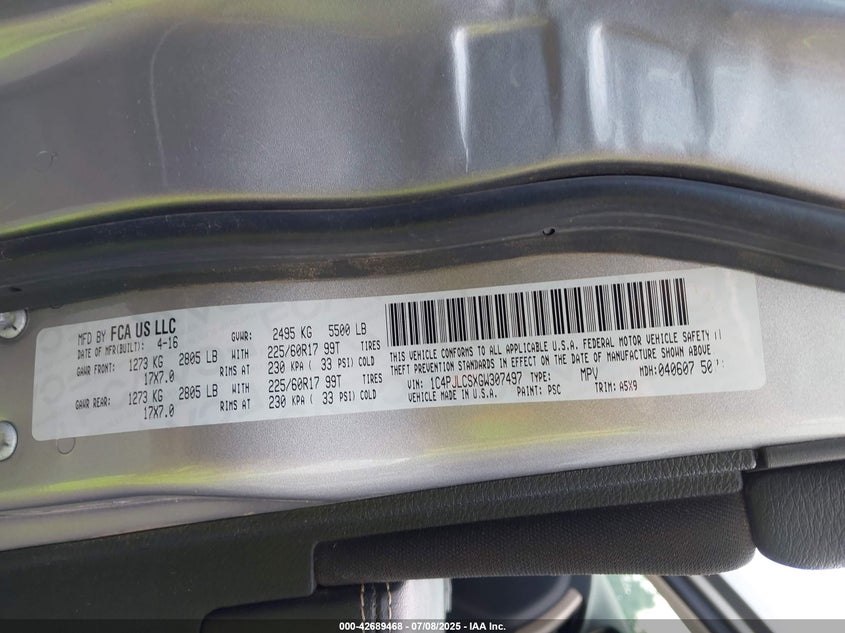 MFD BY FCA US LLC
DATE OF MFR(BUILT): 4-16 GVWR: 2495 KG 5500 LB
GAWR FRONT: 1273 KG 2805 LB WITH 225/60R17 99T TIRES
17X7.0 RIMS AT 230 KPA ( 33 PSI) COLD
GAWR REAR: 1273 KG 2805 LB WITH 225/60R17 99T TIRES
17X7.0 RIMS AT 230 KPA ( 33 PSI) COLD
THIS VEHICLE CONFORMS TO ALL APPLICABLE U.S.A. FEDERAL MOTOR VEHICLE SAFETY
THEFT PREVENTION STANDARDS IN EFFECT ON THE DATE OF MANUFACTURE SHOWN ABOVE
VIN: 1C4PJLCSXGW307497 TYPE: MPV MDH:040607 50
VEHICLE MADE IN U.S.A. PAINT: PSC TRIM: A5X9
000-42689468 - 07/08/2025 - IAA Inc.